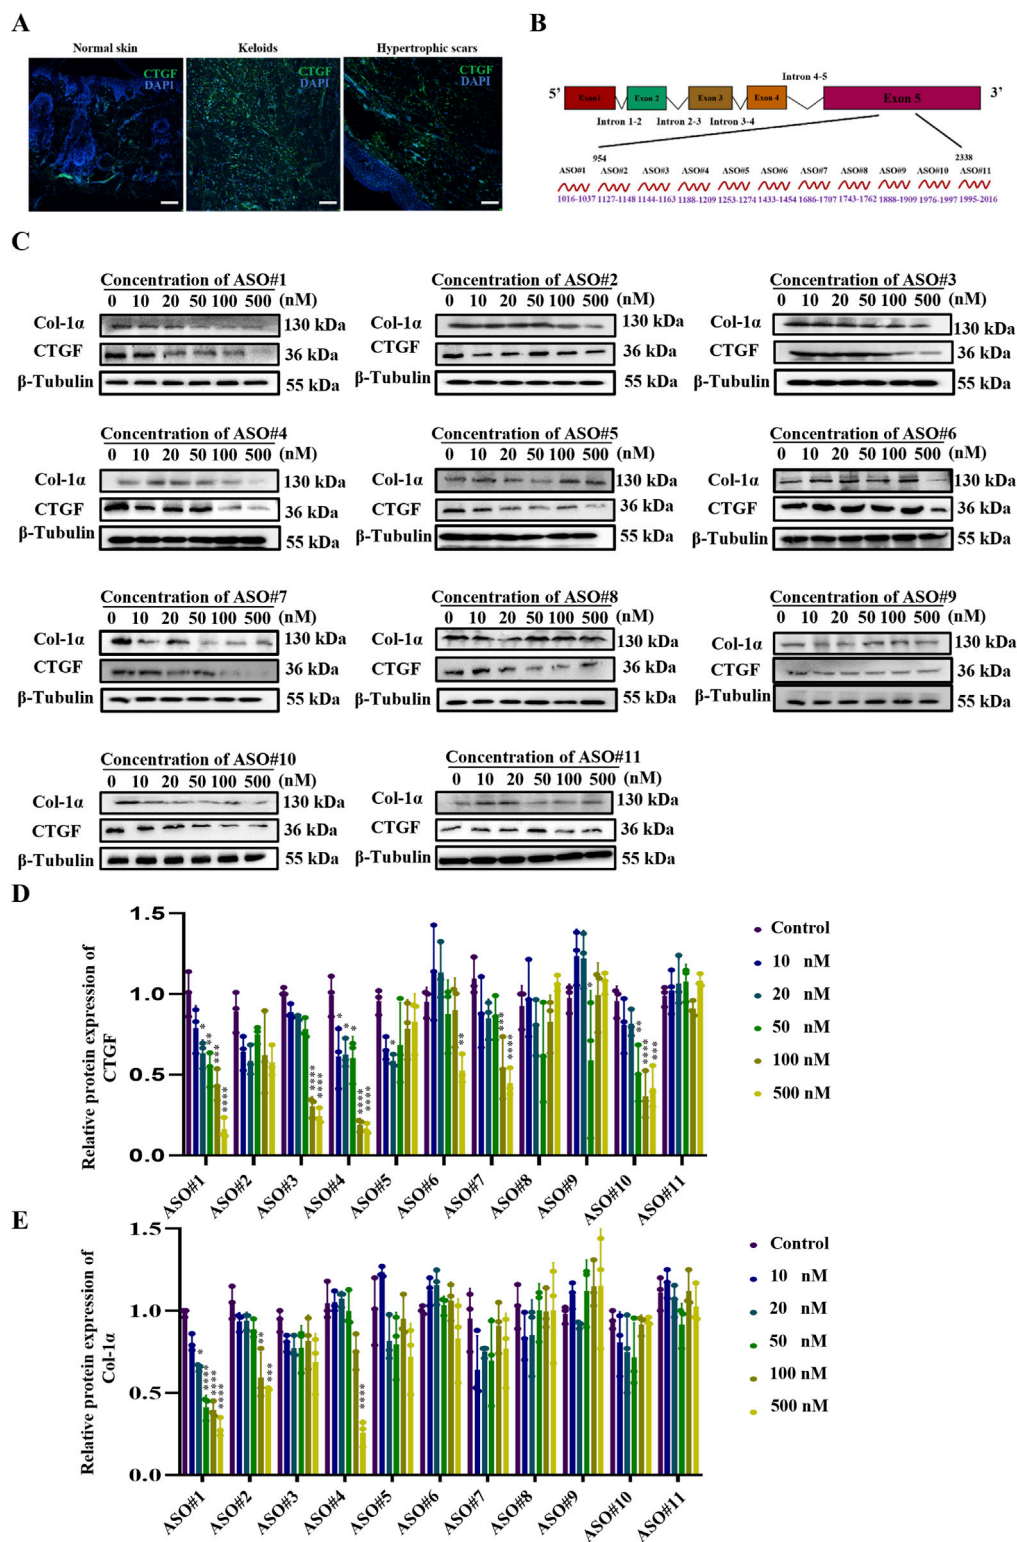 A
Normal skin Keloids Hypertrophic scars
CTGF CTGF CTGF
DAPI DAPI DAPI
B
Intron 4-5
5’ Exon1 Exon 2 Exon 3 Exon 4 Exon 5 3’
Intron 1-2 Intron 2-3 Intron 3-4
954 2338
ASO#1 ASO#2 ASO#3 ASO#4 ASO#5 ASO#6 ASO#7 ASO#8 ASO#9 ASO#10 ASO#11
1016-1037 1127-1148 1144-1163 1188-1209 1253-1274 1433-1454 1686-1707 1743-1762 1888-1909 1976-1997 1995-2016
C
Concentration of ASO#1
0 10 20 50 100 500 (nM)
Col-1α 130 kDa
CTGF 36 kDa
β-Tubulin 55 kDa
Concentration of ASO#2
0 10 20 50 100 500 (nM)
Col-1α 130 kDa
CTGF 36 kDa
β-Tubulin 55 kDa
Concentration of ASO#3
0 10 20 50 100 500 (nM)
Col-1α 130 kDa
CTGF 36 kDa
β-Tubulin 55 kDa
Concentration of ASO#4
0 10 20 50 100 500 (nM)
Col-1α 130 kDa
CTGF 36 kDa
β-Tubulin 55 kDa
Concentration of ASO#5
0 10 20 50 100 500 (nM)
Col-1α 130 kDa
CTGF 36 kDa
β-Tubulin 55 kDa
Concentration of ASO#6
0 10 20 50 100 500 (nM)
Col-1α 130 kDa
CTGF 36 kDa
β-Tubulin 55 kDa
Concentration of ASO#7
0 10 20 50 100 500 (nM)
Col-1α 130 kDa
CTGF 36 kDa
β-Tubulin 55 kDa
Concentration of ASO#8
0 10 20 50 100 500 (nM)
Col-1α 130 kDa
CTGF 36 kDa
β-Tubulin 55 kDa
Concentration of ASO#9
0 10 20 50 100 500 (nM)
Col-1α 130 kDa
CTGF 36 kDa
β-Tubulin 55 kDa
Concentration of ASO#10
0 10 20 50 100 500 (nM)
Col-1α 130 kDa
CTGF 36 kDa
β-Tubulin 55 kDa
Concentration of ASO#11
0 10 20 50 100 500 (nM)
Col-1α 130 kDa
CTGF 36 kDa
β-Tubulin 55 kDa
D
Relative protein expression of
CTGF
1.5
1.0
0.5
0.0
ASO#1 ASO#2 ASO#3 ASO#4 ASO#5 ASO#6 ASO#7 ASO#8 ASO#9 ASO#10 ASO#11
Control
10 nM
20 nM
50 nM
100 nM
500 nM
E
Relative protein expression of
Col-1α
1.5
1.0
0.5
0.0
ASO#1 ASO#2 ASO#3 ASO#4 ASO#5 ASO#6 ASO#7 ASO#8 ASO#9 ASO#10 ASO#11
Control
10 nM
20 nM
50 nM
100 nM
500 nM